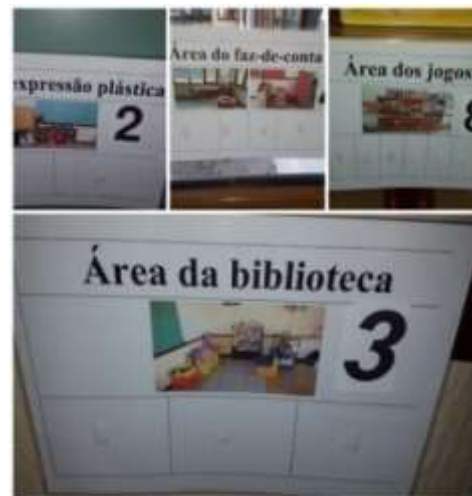 expressão plástica
2
Área do faz-de-conta
Área dos jogos
Área da biblioteca
3